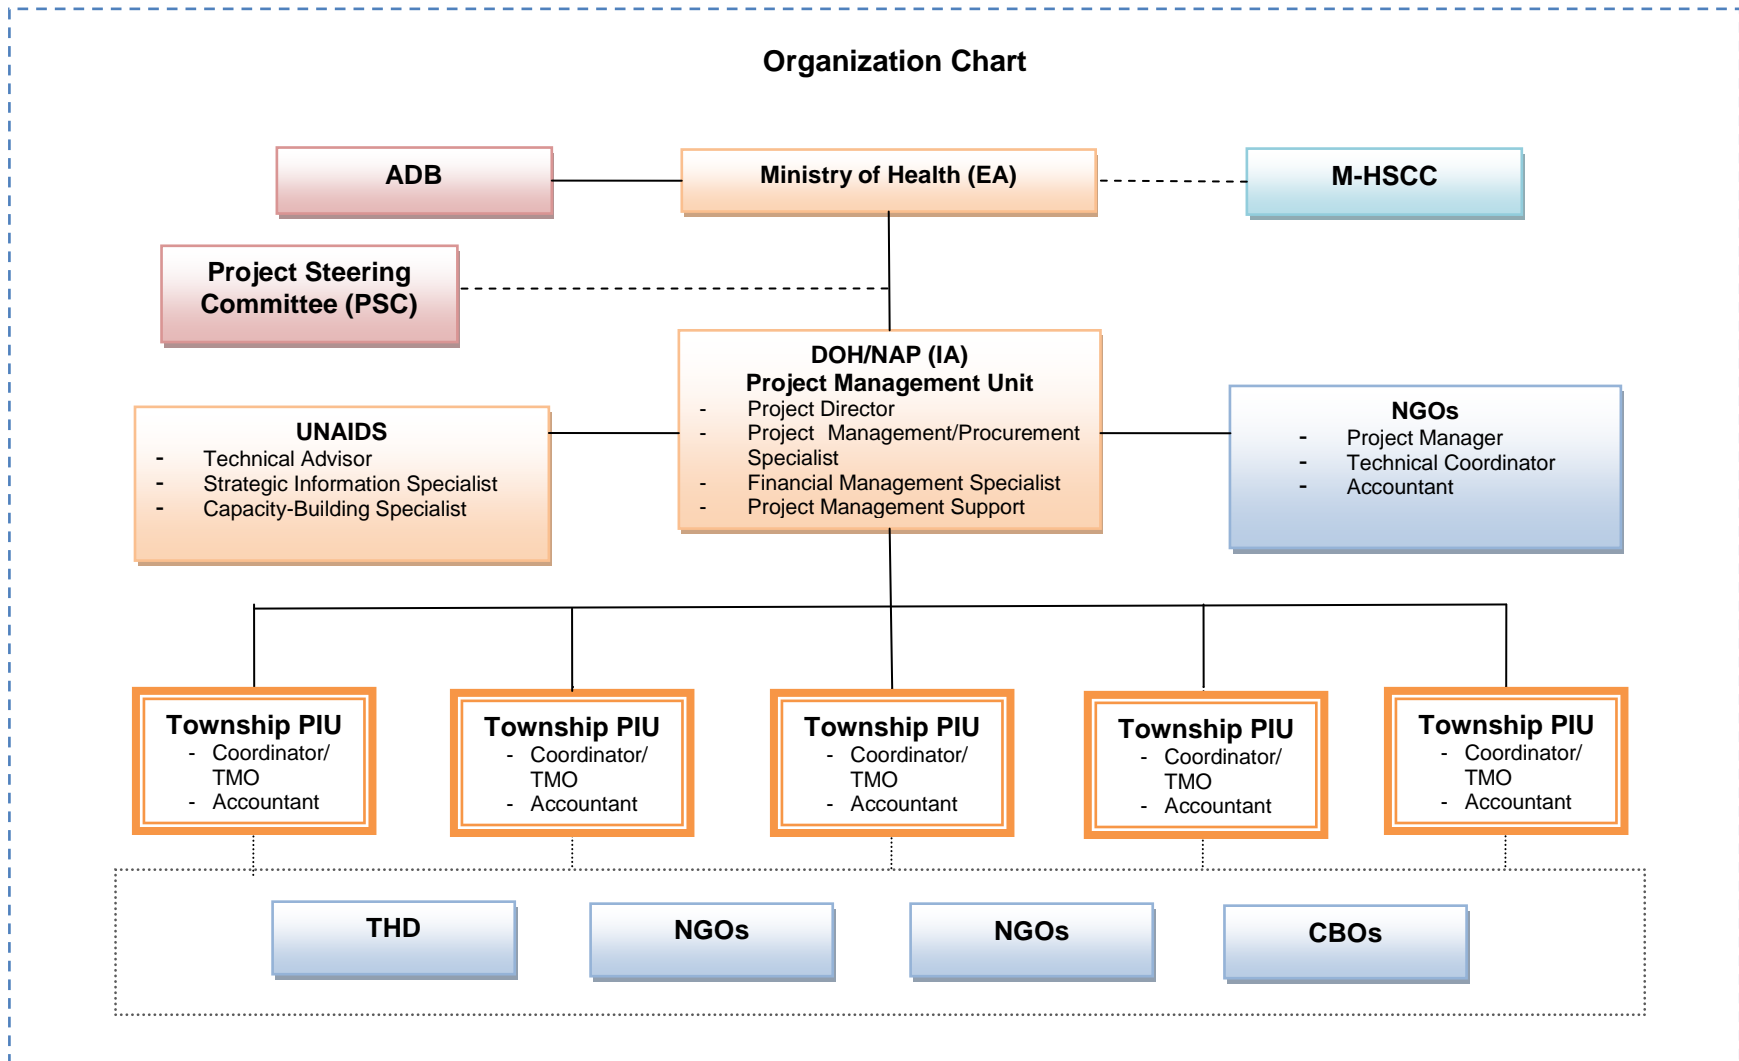 Organization Chart
ADB
Ministry of Health (EA)
M-HSCC
Project Steering
Committee (PSC)
DOH/NAP (IA)
Project Management Unit
- Project Director
- Project Management/Procurement
Specialist
- Financial Management Specialist
- Project Management Support
UNAIDS
- Technical Advisor
- Strategic Information Specialist
- Capacity-Building Specialist
NGOs
- Project Manager
- Technical Coordinator
- Accountant
Township PIU
- Coordinator/
TMO
- Accountant
Township PIU
- Coordinator/
TMO
- Accountant
Township PIU
- Coordinator/
TMO
- Accountant
Township PIU
- Coordinator/
TMO
- Accountant
Township PIU
- Coordinator/
TMO
- Accountant
THD
NGOs
NGOs
CBOs